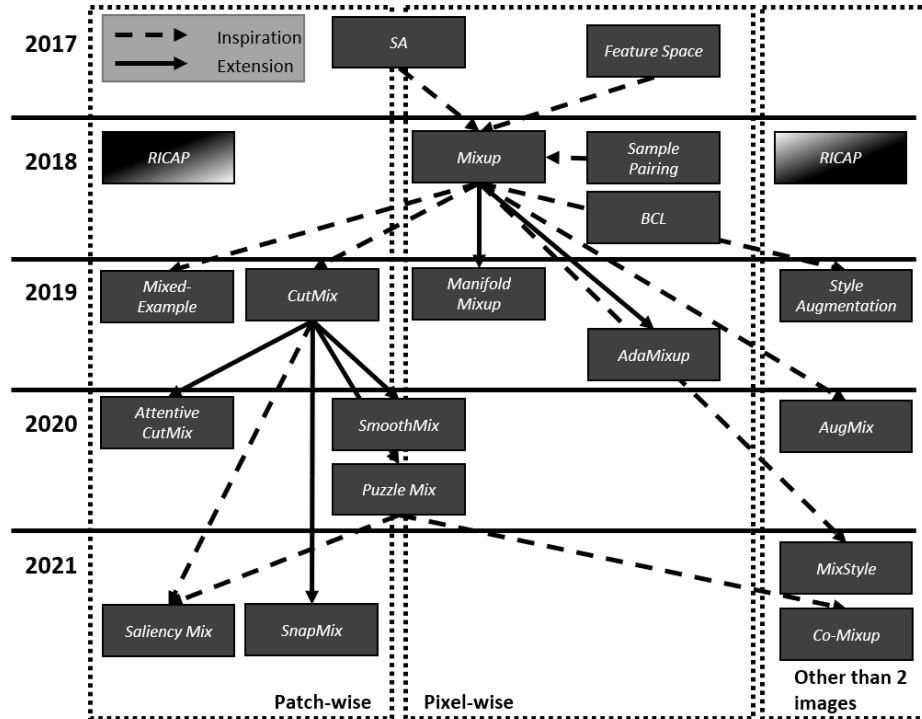 2017
Inspiration
Extension
SA
Feature Space
2018
RICAP
Mixup
Sample
Pairing
RICAP
BCL
2019
Mixed-
Example
CutMix
Manifold
Mixup
Style
Augmentation
AdaMixup
2020
Attentive
CutMix
SmoothMix
AugMix
Puzzle Mix
2021
MixStyle
Saliency Mix
SnapMix
Co-Mixup
Patch-wise
Pixel-wise
Other than 2
images